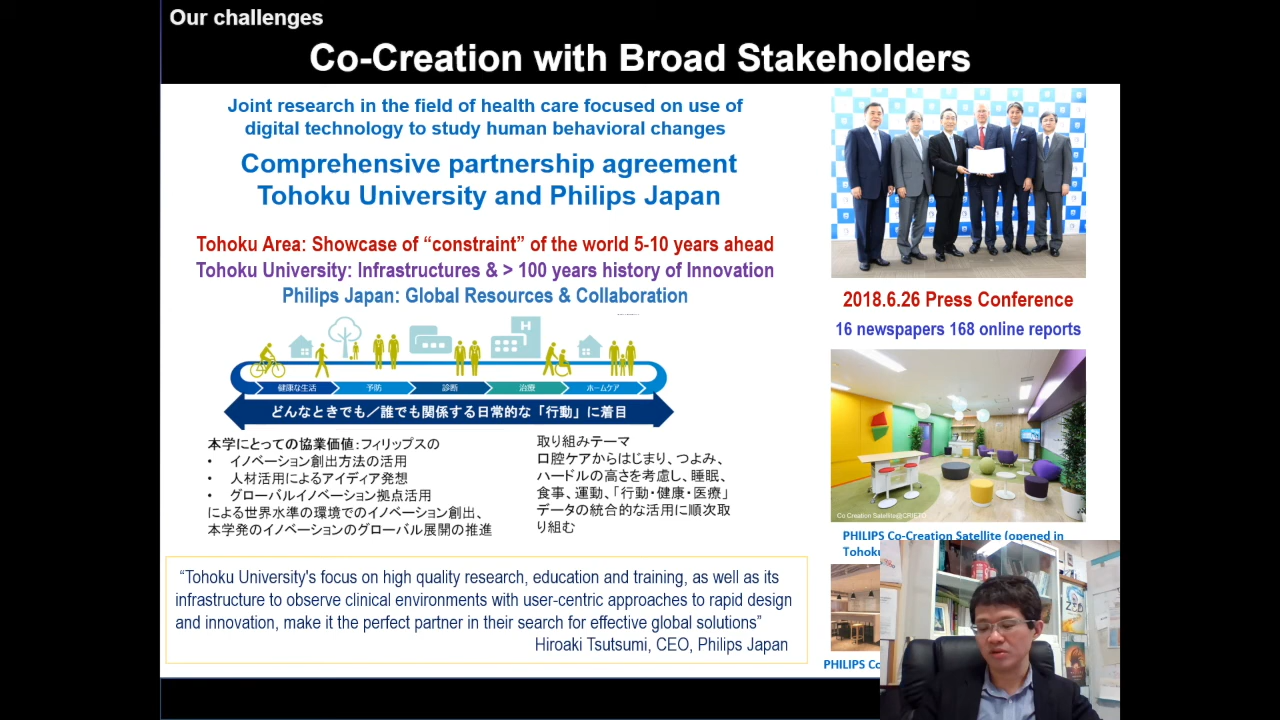 Our challenges
Co-Creation with Broad Stakeholders
Joint research in the field of health care focused on use of
digital technology to study human behavioral changes
Comprehensive partnership agreement
Tohoku University and Philips Japan
Tohoku Area: Showcase of “constraint” of the world 5-10 years ahead
Tohoku University: Infrastructures & > 100 years history of Innovation
Philips Japan: Global Resources & Collaboration
H
健康な生活 予防 診断 治療 ホームケア
どんなときでも／誰でも関係する日常的な「行動」に着目
本学にとっての協業価値：フィリップスの
• イノベーション創出方法の活用
• 人材活用によるアイディア発想
• グローバルイノベーション拠点活用
による世界水準の環境でのイノベーション創出、
本学発のイノベーションのグローバル展開の推進
取り組みテーマ
口腔ケアからはじまり、つよみ、
ハードルの高さを考慮し、睡眠、
食事、運動、「行動・健康・医療」
データの統合的な活用に順次取
り組む
“Tohoku University's focus on high quality research, education and training, as well as its
infrastructure to observe clinical environments with user-centric approaches to rapid design
and innovation, make it the perfect partner in their search for effective global solutions”
Hiroaki Tsutsumi, CEO, Philips Japan
2018.6.26 Press Conference
16 newspapers 168 online reports
Co Creation Satellite@CRIETO
PHILIPS Co-Creation Satellite (opened in
Tohoku
PHILIPS Co